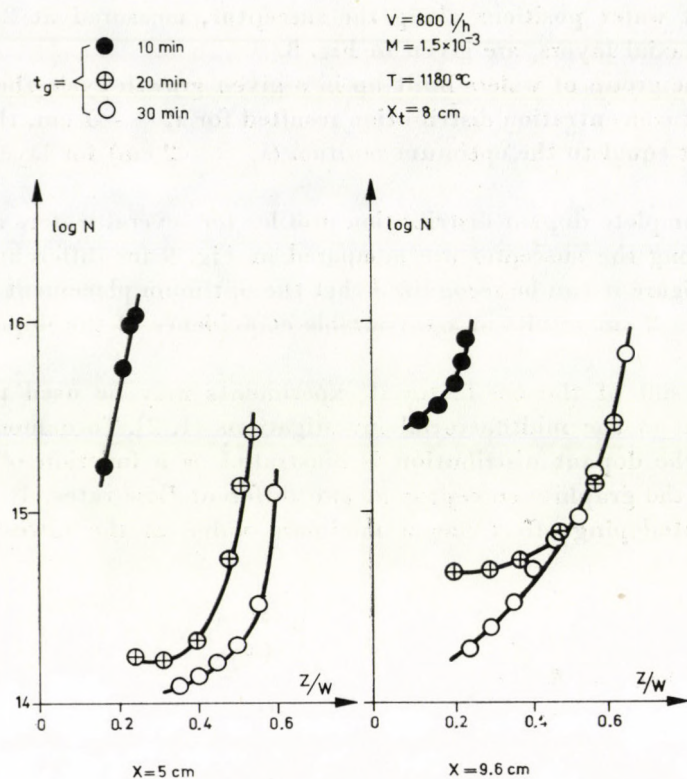 t_g = { ● 10 min
⊕ 20 min
○ 30 min
V = 800 l/h
M = 1.5×10⁻³
T = 1180 °C
X_t = 8 cm
log N
16
15
14
0 0.2 0.4 0.6
Z/W
X = 5 cm
log N
0 0.2 0.4 0.6
Z/W
X = 9.6 cm